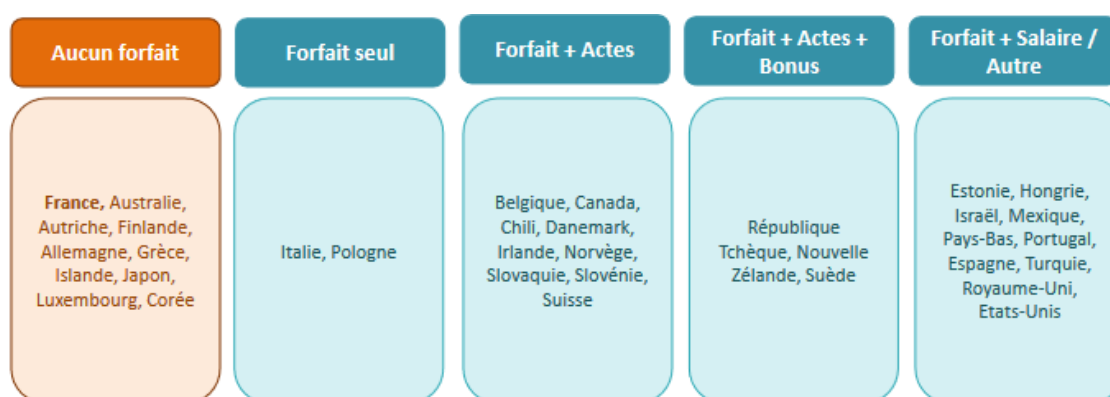 Aucun forfait
Forfait seul
Forfait + Actes
Forfait + Actes +
Bonus
Forfait + Salaire /
Autre
France, Australie,
Autriche, Finlande,
Allemagne, Grèce,
Islande, Japon,
Luxembourg, Corée
Italie, Pologne
Belgique, Canada,
Chili, Danemark,
Irlande, Norvège,
Slovaquie, Slovénie,
Suisse
République
Tchèque, Nouvelle
Zélande, Suède
Estonie, Hongrie,
Israël, Mexique,
Pays-Bas, Portugal,
Espagne, Turquie,
Royaume-Uni,
Etats-Unis